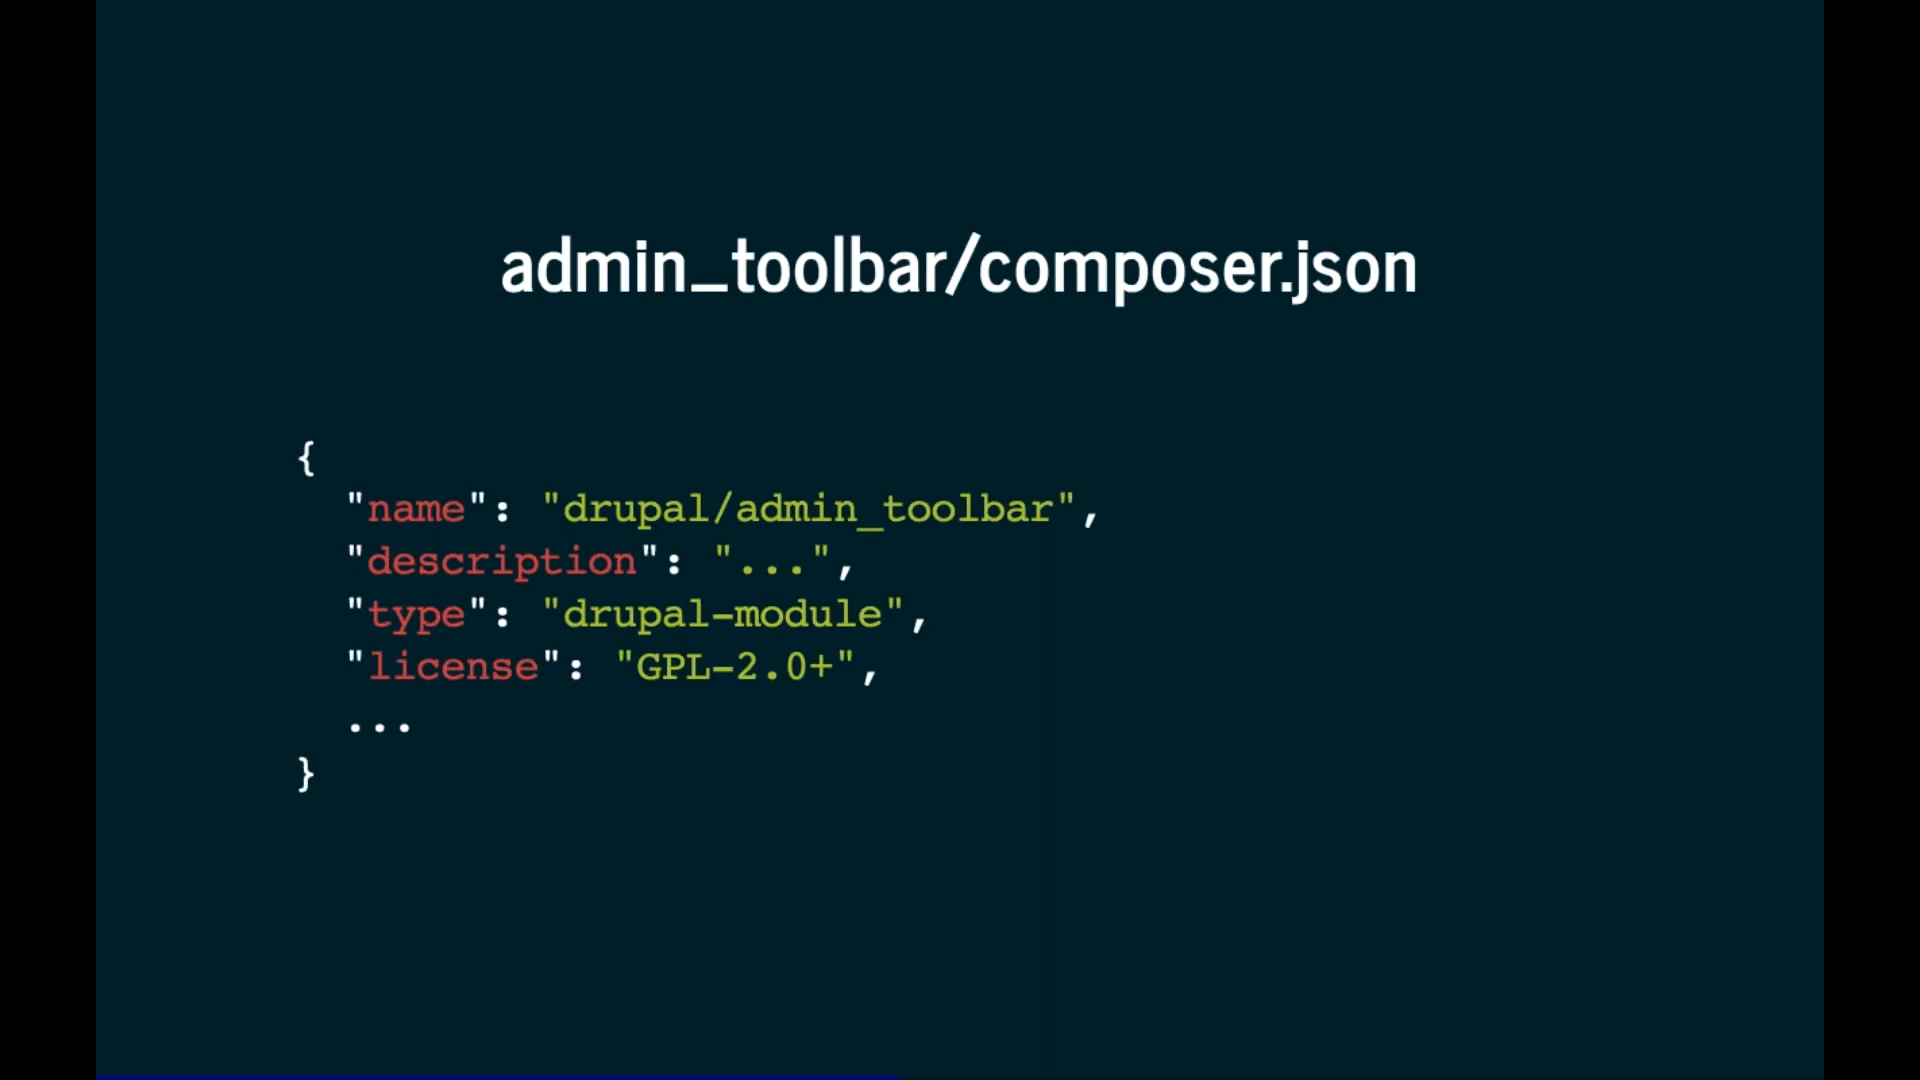 admin_toolbar/composer.json
{
"name": "drupal/admin_toolbar",
"description": "...",
"type": "drupal-module",
"license": "GPL-2.0+",
...
}